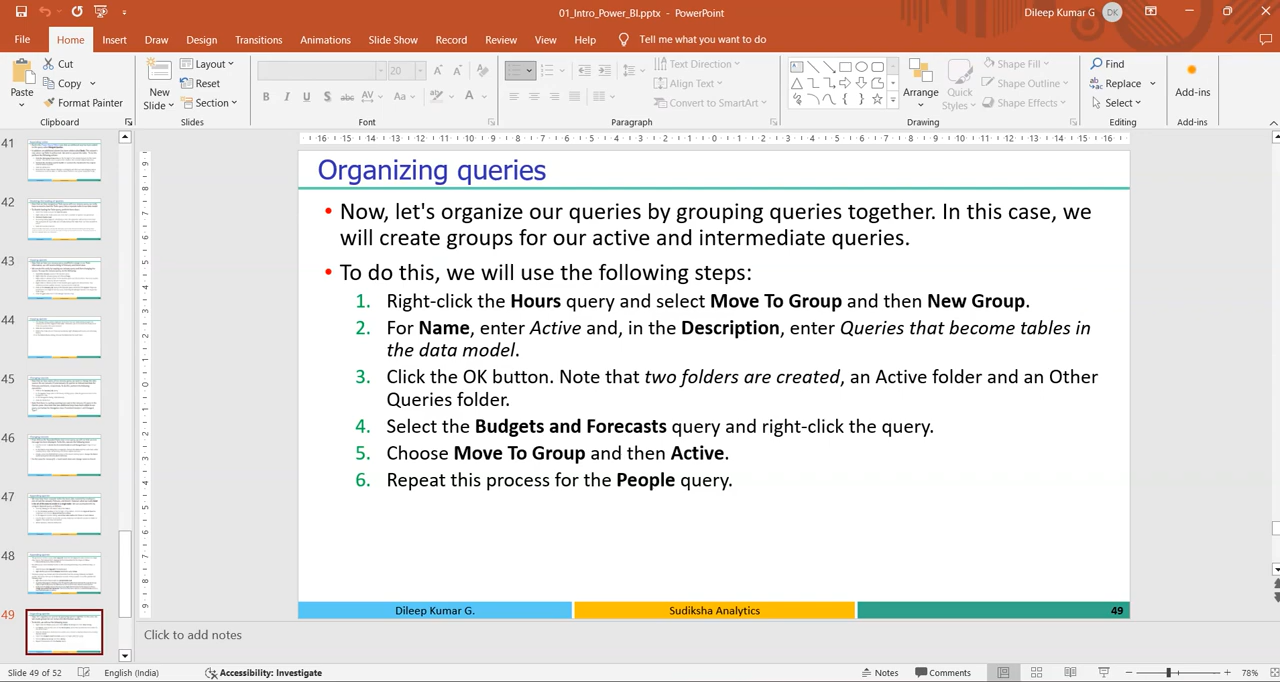 01_Intro_Power_BI.pptx - PowerPoint
Dileep Kumar G
DK
File
Home
Insert
Draw
Design
Transitions
Animations
Slide Show
Record
Review
View
Help
Tell me what you want to do
Paste
Cut
Copy
Format Painter
Clipboard
New
Slide
Layout
Reset
Section
Slides
20
Font
Text Direction
Align Text
Convert to SmartArt
Paragraph
Arrange
Quick
Styles
Shape Fill
Shape Outline
Shape Effects
Drawing
Find
Replace
Select
Editing
Add-ins
Add-ins
41
42
43
44
45
46
47
48
49
Organizing queries
• Now, let's organize our queries by grouping queries together. In this case, we
will create groups for our active and intermediate queries.
• To do this, we will use the following steps:
1. Right-click the Hours query and select Move To Group and then New Group.
2. For Name, enter Active and, in the Description, enter Queries that become tables in
the data model.
3. Click the OK button. Note that two folders are created, an Active folder and an Other
Queries folder.
4. Select the Budgets and Forecasts query and right-click the query.
5. Choose Move To Group and then Active.
6. Repeat this process for the People query.
Dileep Kumar G.
Sudiksha Analytics
49
Click to add notes
Slide 49 of 52
English (India)
Accessibility: Investigate
Notes
Comments
78%